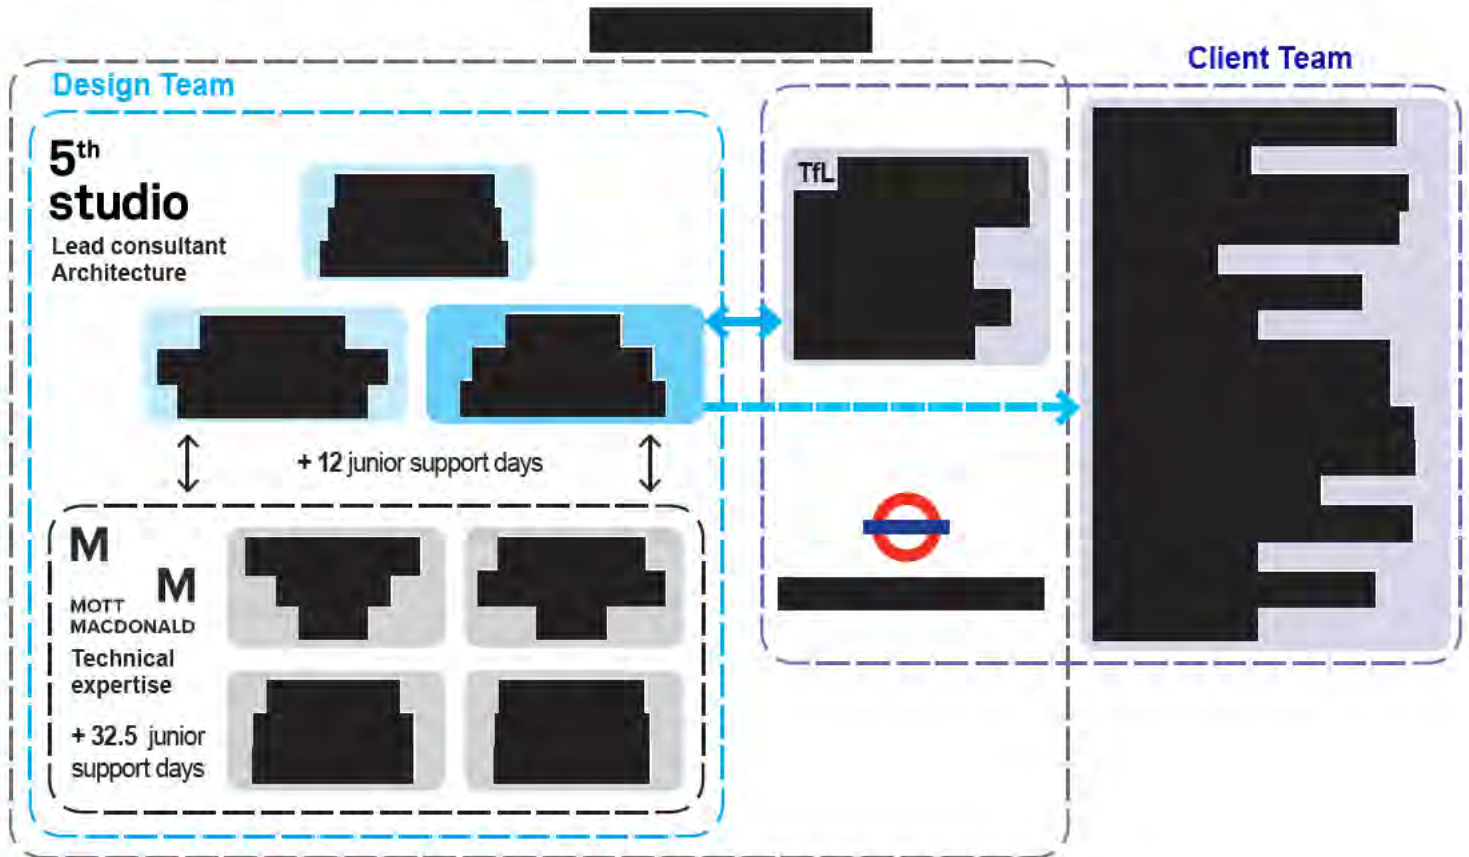 Client Team
Design Team
5th
studio
Lead consultant
Architecture
TfL
+ 12 junior support days
M
M
MOTT
MACDONALD
Technical
expertise
+ 32.5 junior
support days